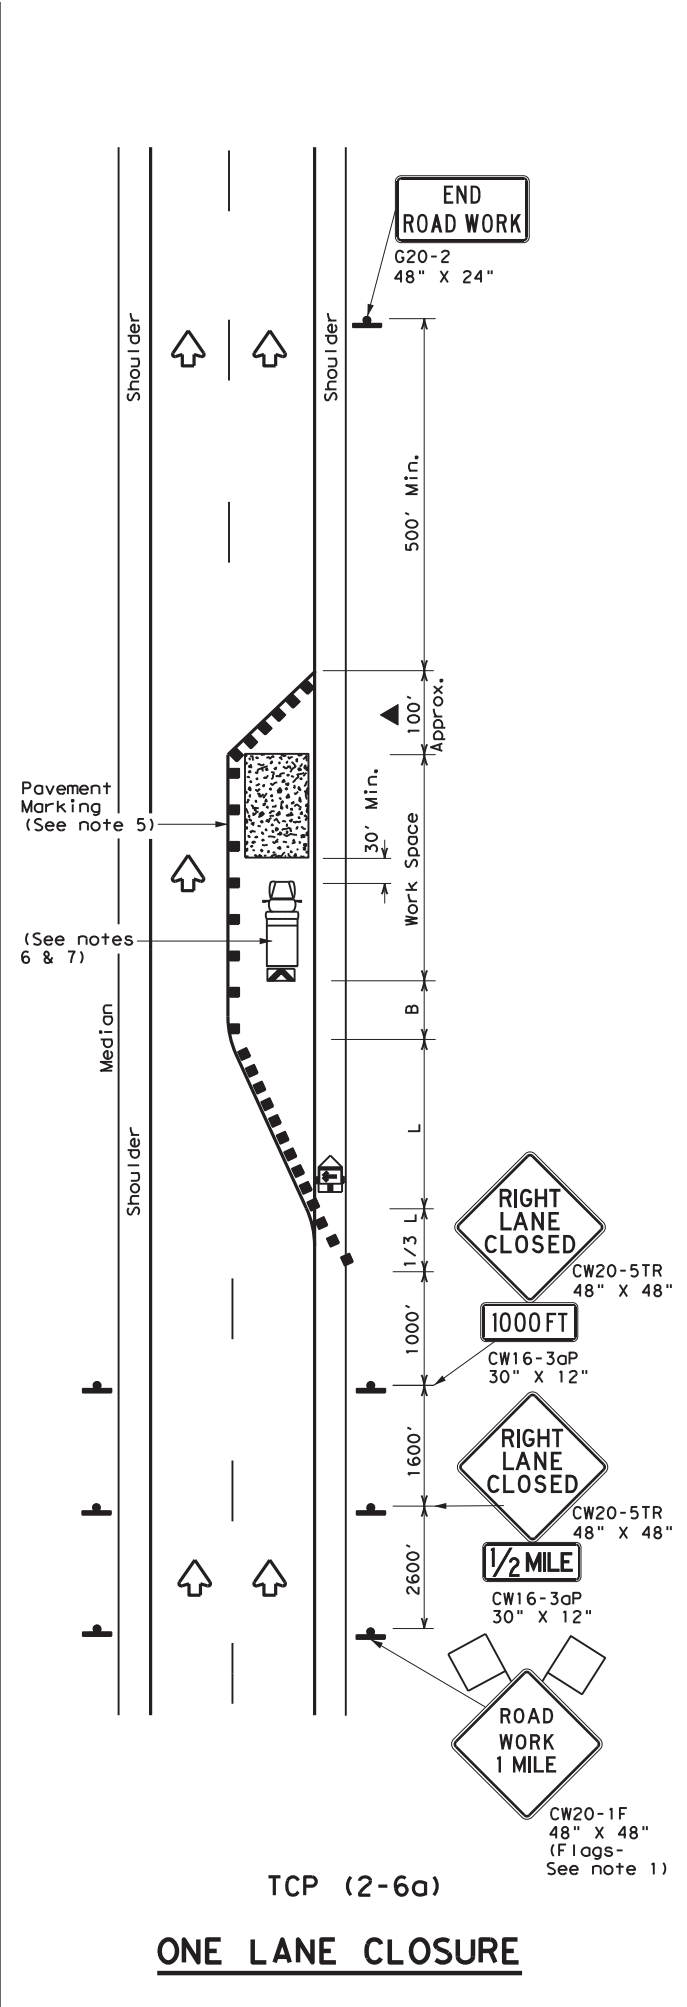 END
ROAD WORK
G20-2
48" X 24"
Shoulder
Shoulder
500' Min.
100'
Approx.
Pavement
Marking
(See note 5)
30' Min.
Work Space
(See notes
6 & 7)
B
Median
L
Shoulder
RIGHT
LANE
CLOSED
1/3 L
CW20-5TR
48" X 48"
1000 FT
1000'
CW16-3aP
30" X 12"
RIGHT
LANE
CLOSED
1600'
CW20-5TR
48" X 48"
1/2 MILE
2600'
CW16-3aP
30" X 12"
ROAD
WORK
1 MILE
CW20-1F
48" X 48"
(Flags-
See note 1)
TCP (2-6a)
ONE LANE CLOSURE